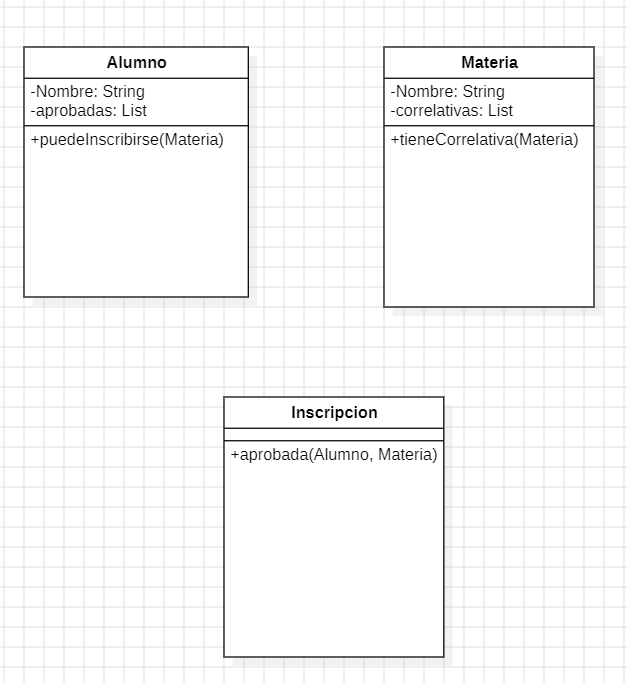 Alumno
-Nombre: String
-aprobadas: List
+puedeInscribirse(Materia)
Materia
-Nombre: String
-correlativas: List
+tieneCorrelativa(Materia)
Inscripcion
+aprobada(Alumno, Materia)